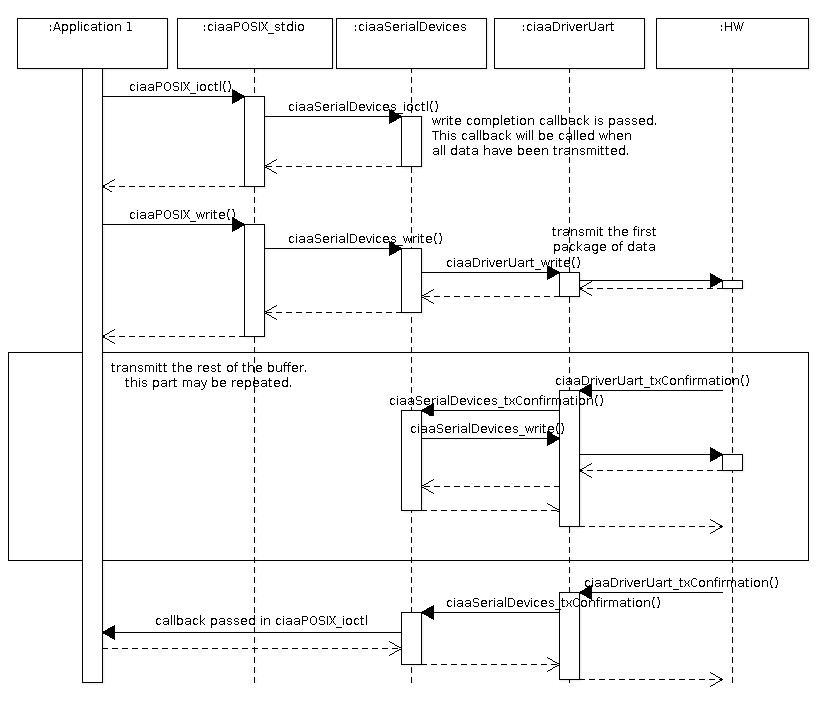 :Application 1
:ciaaPOSIX_stdio
:ciaaSerialDevices
:ciaaDriverUart
:HW
ciaaPOSIX_ioctl()
ciaaSerialDevices_ioctl()
write completion callback is passed.
This callback will be called when
all data have been transmitted.
ciaaPOSIX_write()
transmit the first
package of data
ciaaSerialDevices_write()
ciaaDriverUart_write()
transmitt the rest of the buffer.
this part may be repeated.
ciaaDriverUart_txConfirmation()
ciaaSerialDevices_txConfirmation()
ciaaSerialDevices_write()
ciaaDriverUart_txConfirmation()
ciaaSerialDevices_txConfirmation()
callback passed in ciaaPOSIX_ioctl